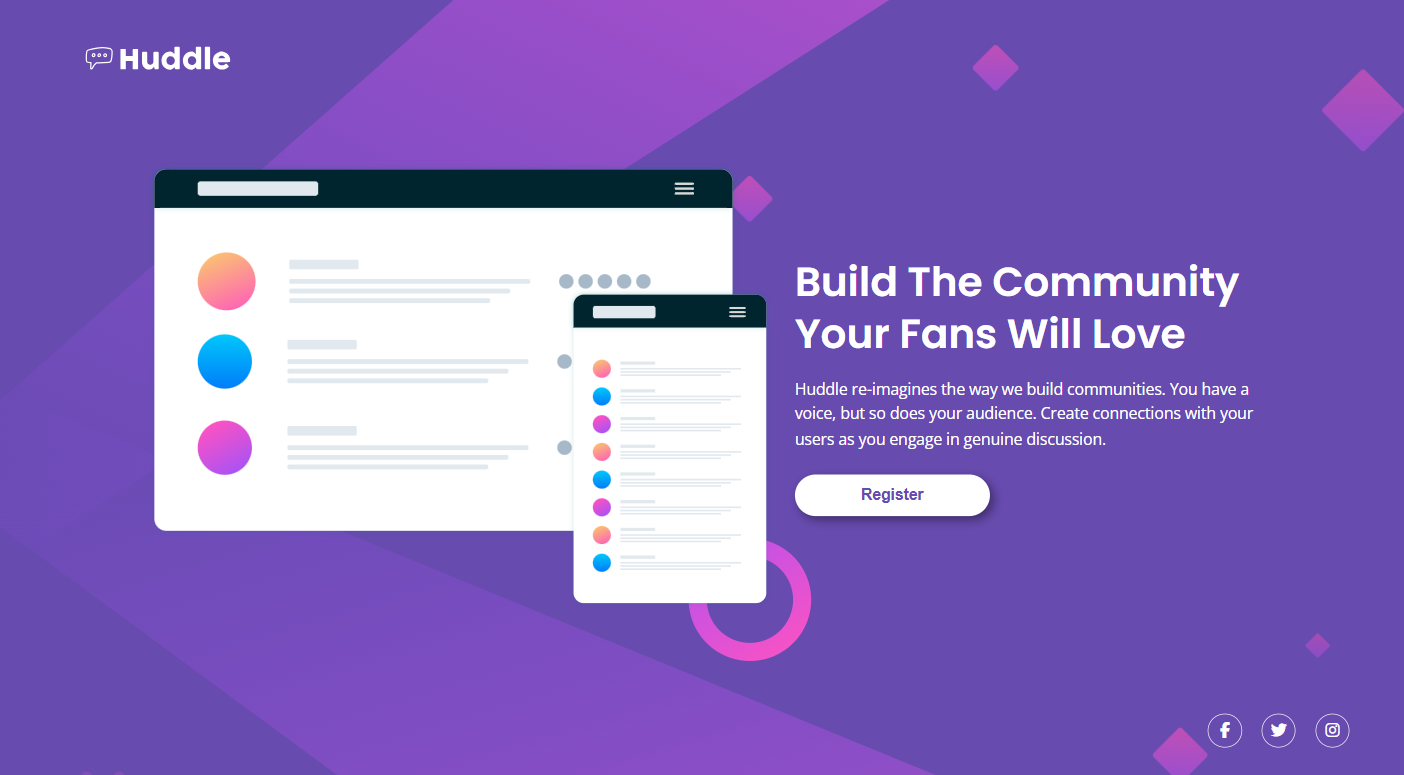 Huddle
Build The Community
Your Fans Will Love
Huddle re-imagines the way we build communities. You have a
voice, but so does your audience. Create connections with your
users as you engage in genuine discussion.
Register